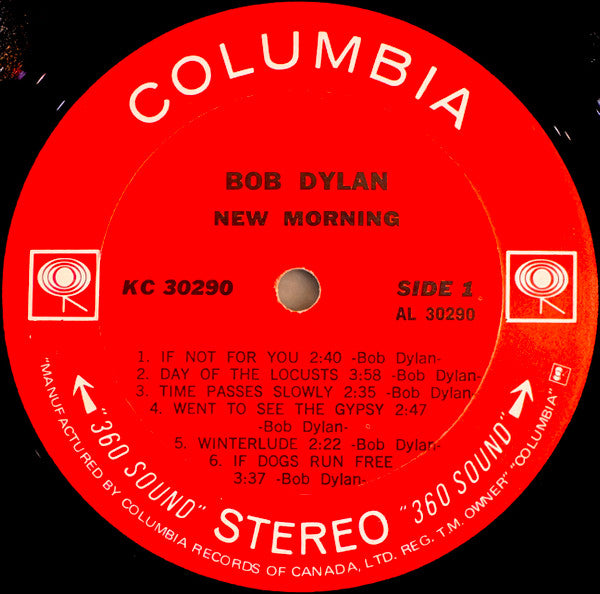 COLUMBIA
BOB DYLAN
NEW MORNING
KC 30290
SIDE 1
AL 30290
1. IF NOT FOR YOU 2:40 -Bob Dylan-
2. DAY OF THE LOCUSTS 3:58 -Bob Dylan-
3. TIME PASSES SLOWLY 2:35 -Bob Dylan-
4. WENT TO SEE THE GYPSY 2:47
-Bob Dylan-
5. WINTERLUDE 2:22 -Bob Dylan-
6. IF DOGS RUN FREE
3:37 -Bob Dylan-
"360 SOUND" STEREO "360 SOUND"
"MANUFACTURED BY COLUMBIA RECORDS OF CANADA, LTD. REG. T.M. OWNER" "COLUMBIA"